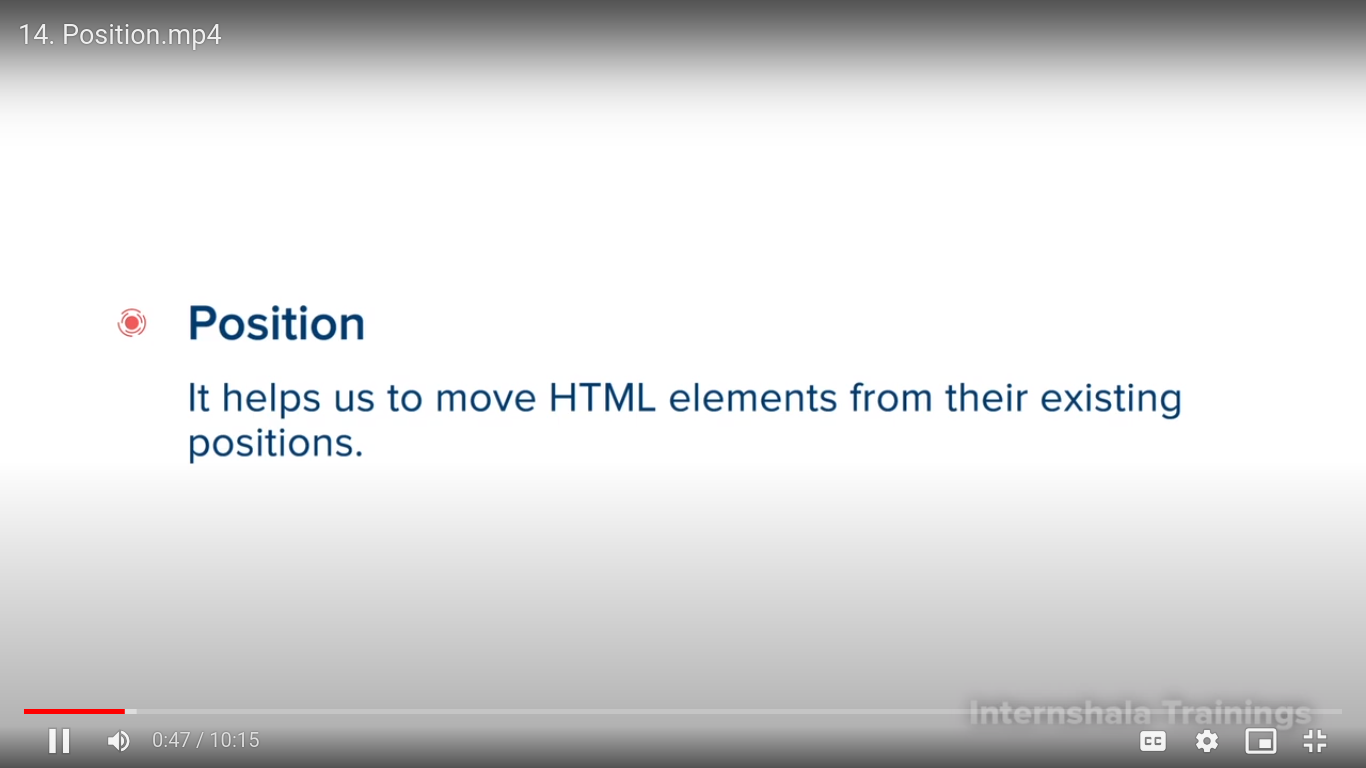 14. Position.mp4
Position
It helps us to move HTML elements from their existing
positions.
Internshala Trainings
0:47 / 10:15
CC